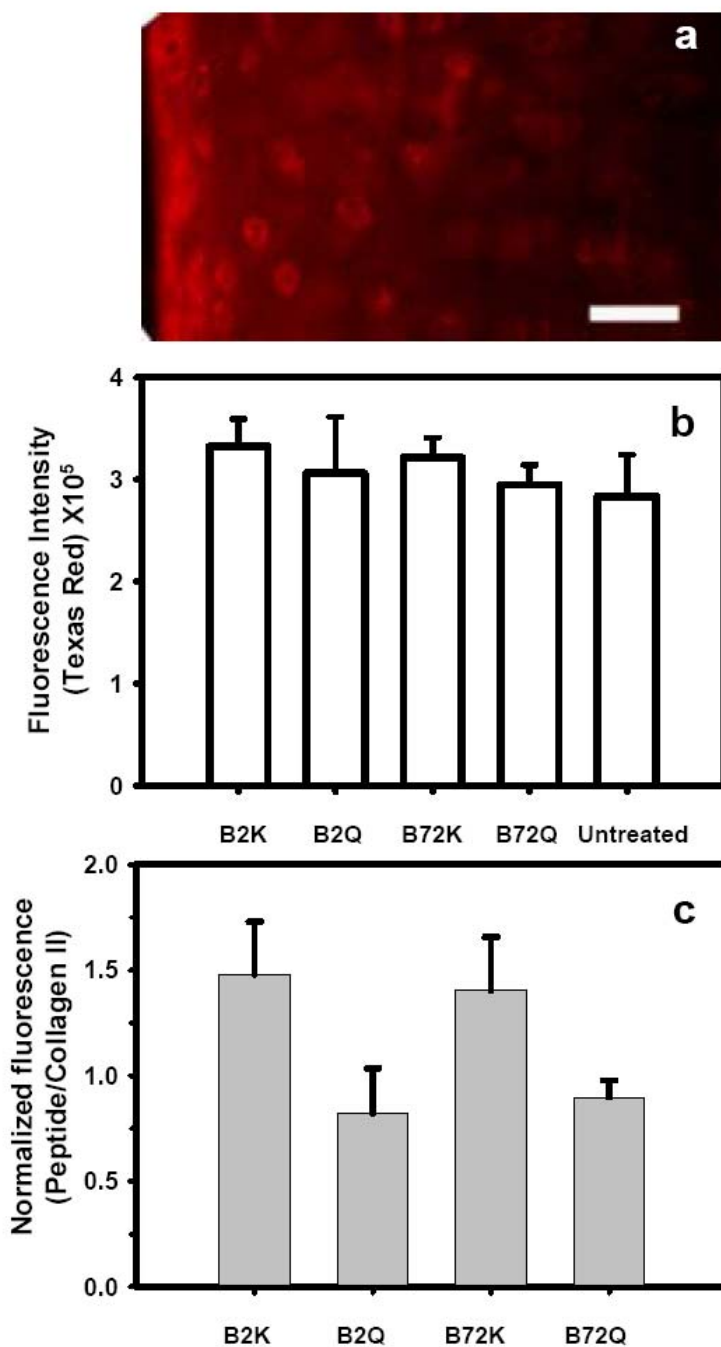 a
b
4
3
2
1
0
Fluorescence Intensity
(Texas Red) X10⁵
B2K B2Q B72K B72Q Untreated
c
2.0
1.5
1.0
0.5
0.0
Normalized fluorescence
(Peptide/Collagen II)
B2K B2Q B72K B72Q